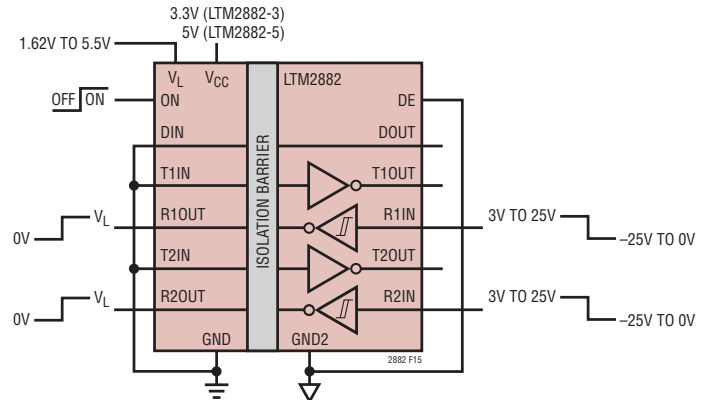 3.3V (LTM2882-3)
5V (LTM2882-5)
1.62V TO 5.5V
VL VCC LTM2882
OFF ON ON DE
DIN DOUT
T1IN T1OUT
0V VL R1OUT R1IN 3V TO 25V –25V TO 0V
T2IN T2OUT
0V VL R2OUT R2IN 3V TO 25V –25V TO 0V
ISOLATION BARRIER
GND GND2
2882 F15